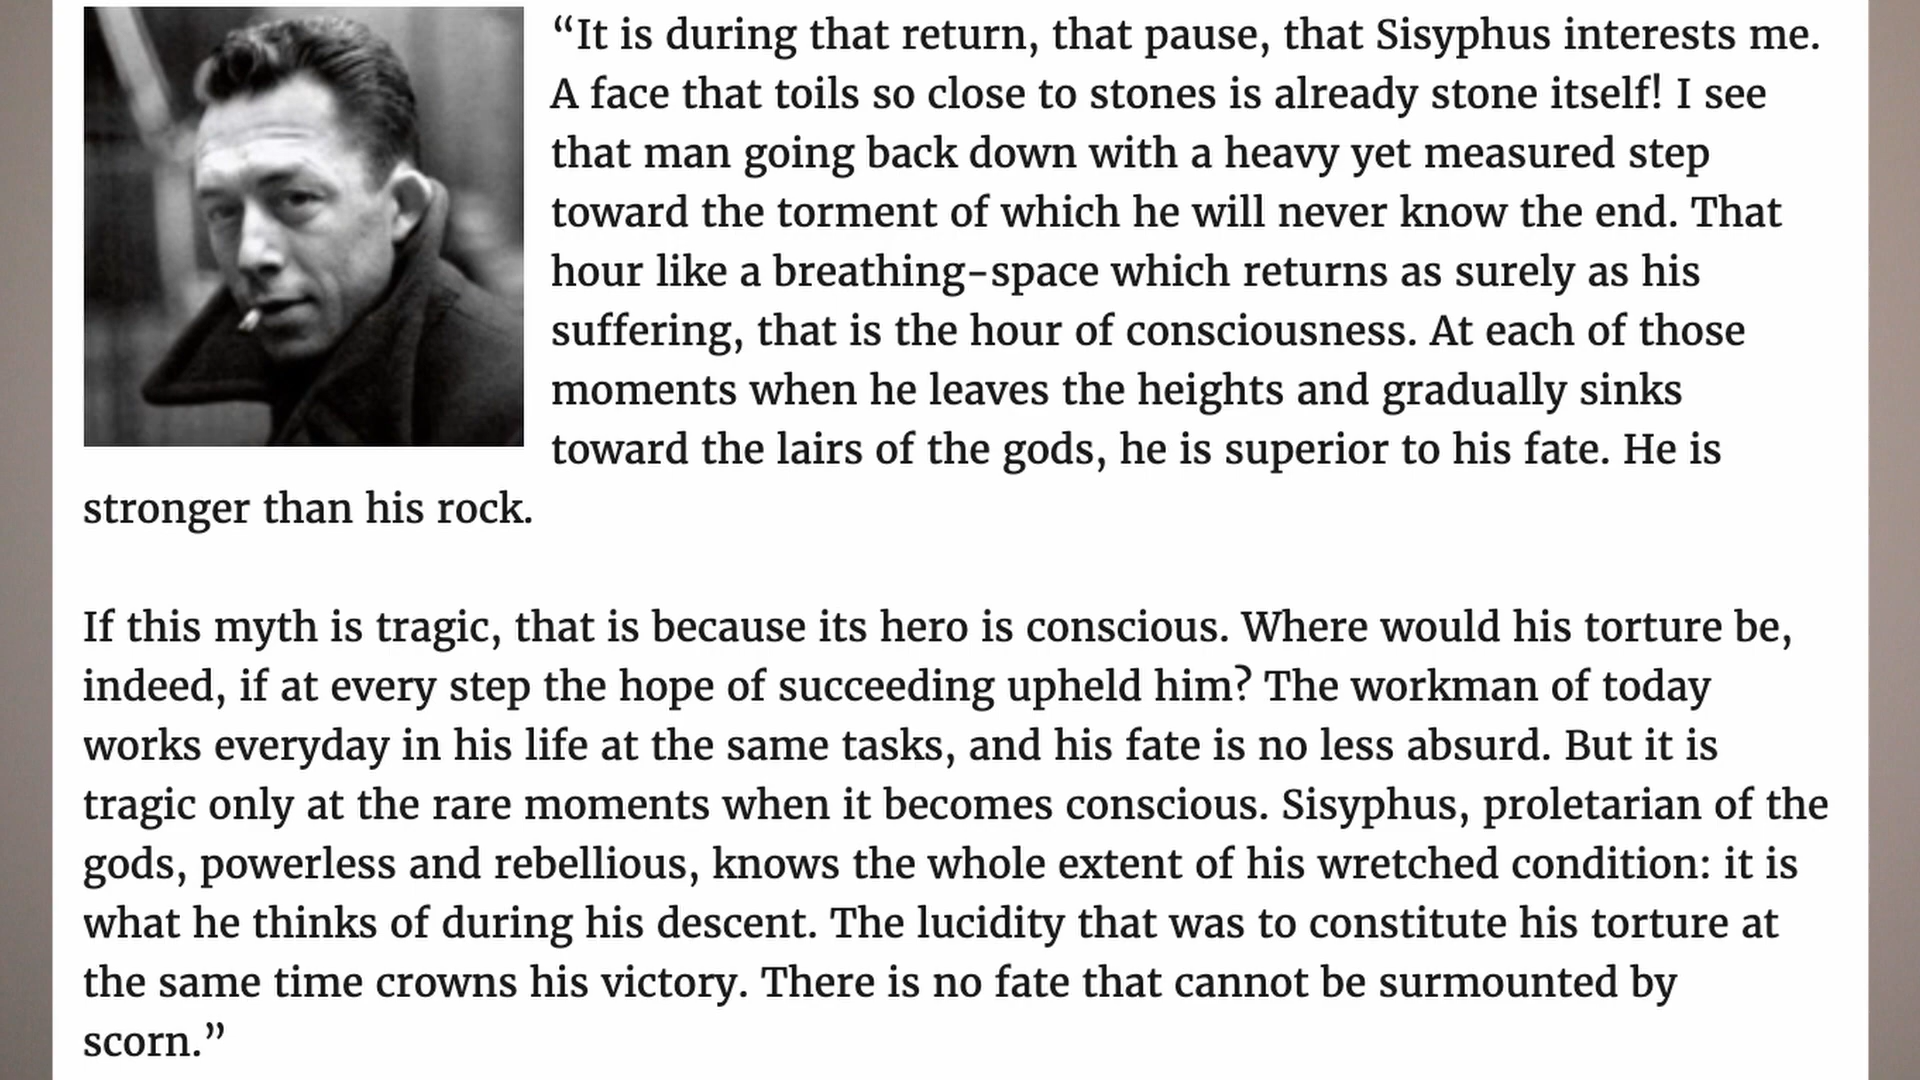 “It is during that return, that pause, that Sisyphus interests me.
A face that toils so close to stones is already stone itself! I see
that man going back down with a heavy yet measured step
toward the torment of which he will never know the end. That
hour like a breathing-space which returns as surely as his
suffering, that is the hour of consciousness. At each of those
moments when he leaves the heights and gradually sinks
toward the lairs of the gods, he is superior to his fate. He is
stronger than his rock.
If this myth is tragic, that is because its hero is conscious. Where would his torture be,
indeed, if at every step the hope of succeeding upheld him? The workman of today
works everyday in his life at the same tasks, and his fate is no less absurd. But it is
tragic only at the rare moments when it becomes conscious. Sisyphus, proletarian of the
gods, powerless and rebellious, knows the whole extent of his wretched condition: it is
what he thinks of during his descent. The lucidity that was to constitute his torture at
the same time crowns his victory. There is no fate that cannot be surmounted by
scorn.”